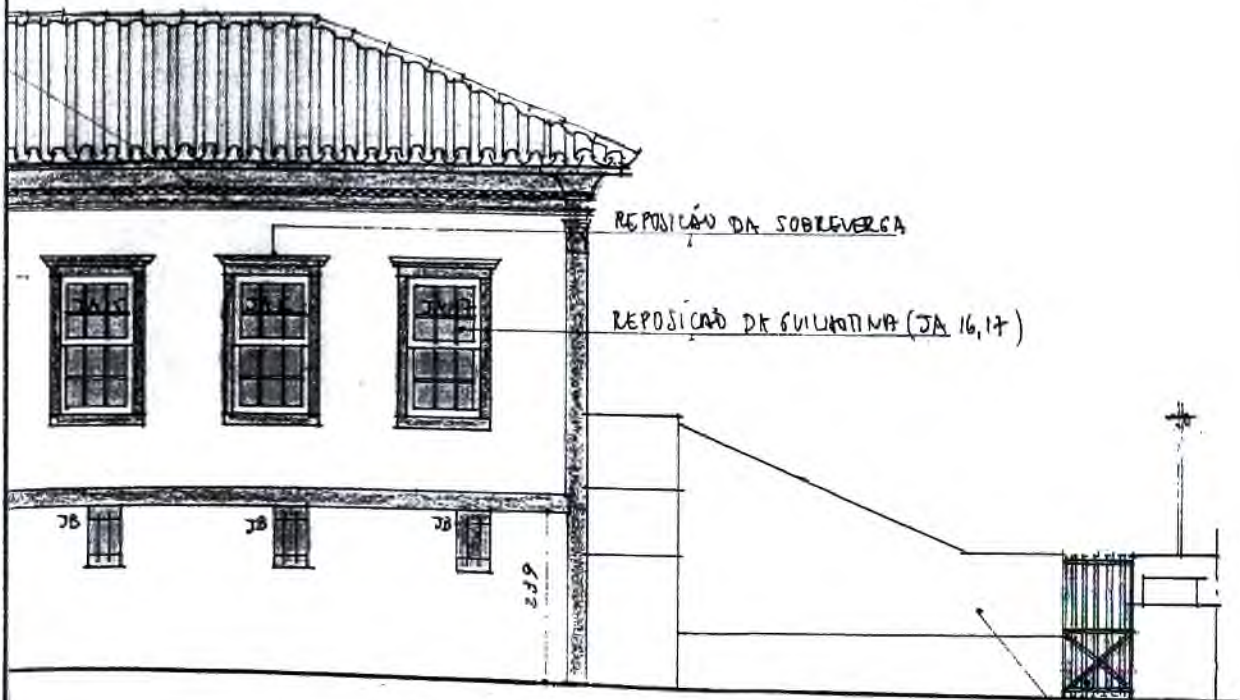 REPOSIÇÃO DA SOBREVERGA
REPOSIÇÃO DA GUILHOTINA (JA 16,17)
JB
JB
JB
239